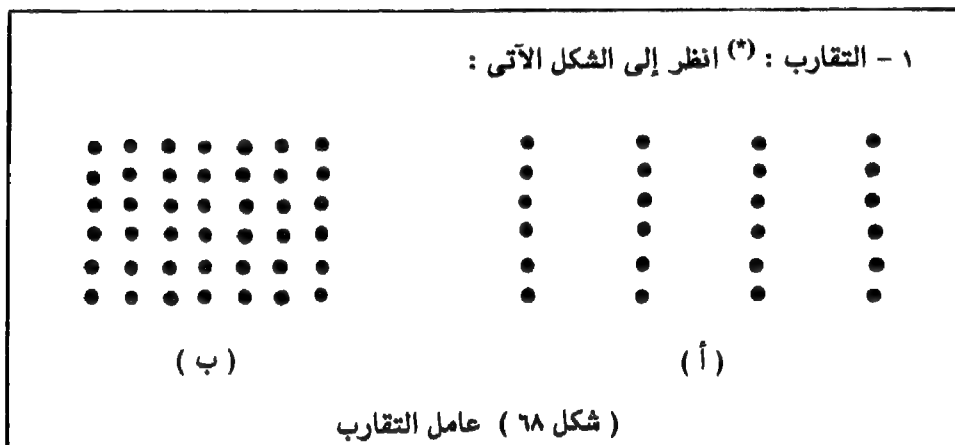 ١ - التقارب : (*) انظر إلى الشكل الآتى :
( أ ) ( ب )
( شكل ٦٨ ) عامل التقارب